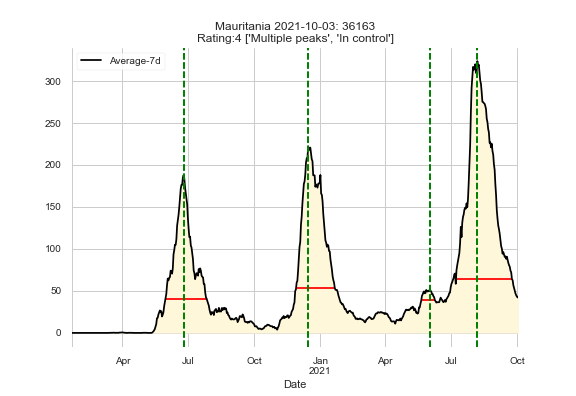 Mauritania 2021-10-03: 36163
Rating:4 ['Multiple peaks', 'In control']
Average-7d
300
250
200
150
100
50
0
Apr
Jul
Oct
Jan
2021
Apr
Jul
Oct
Date